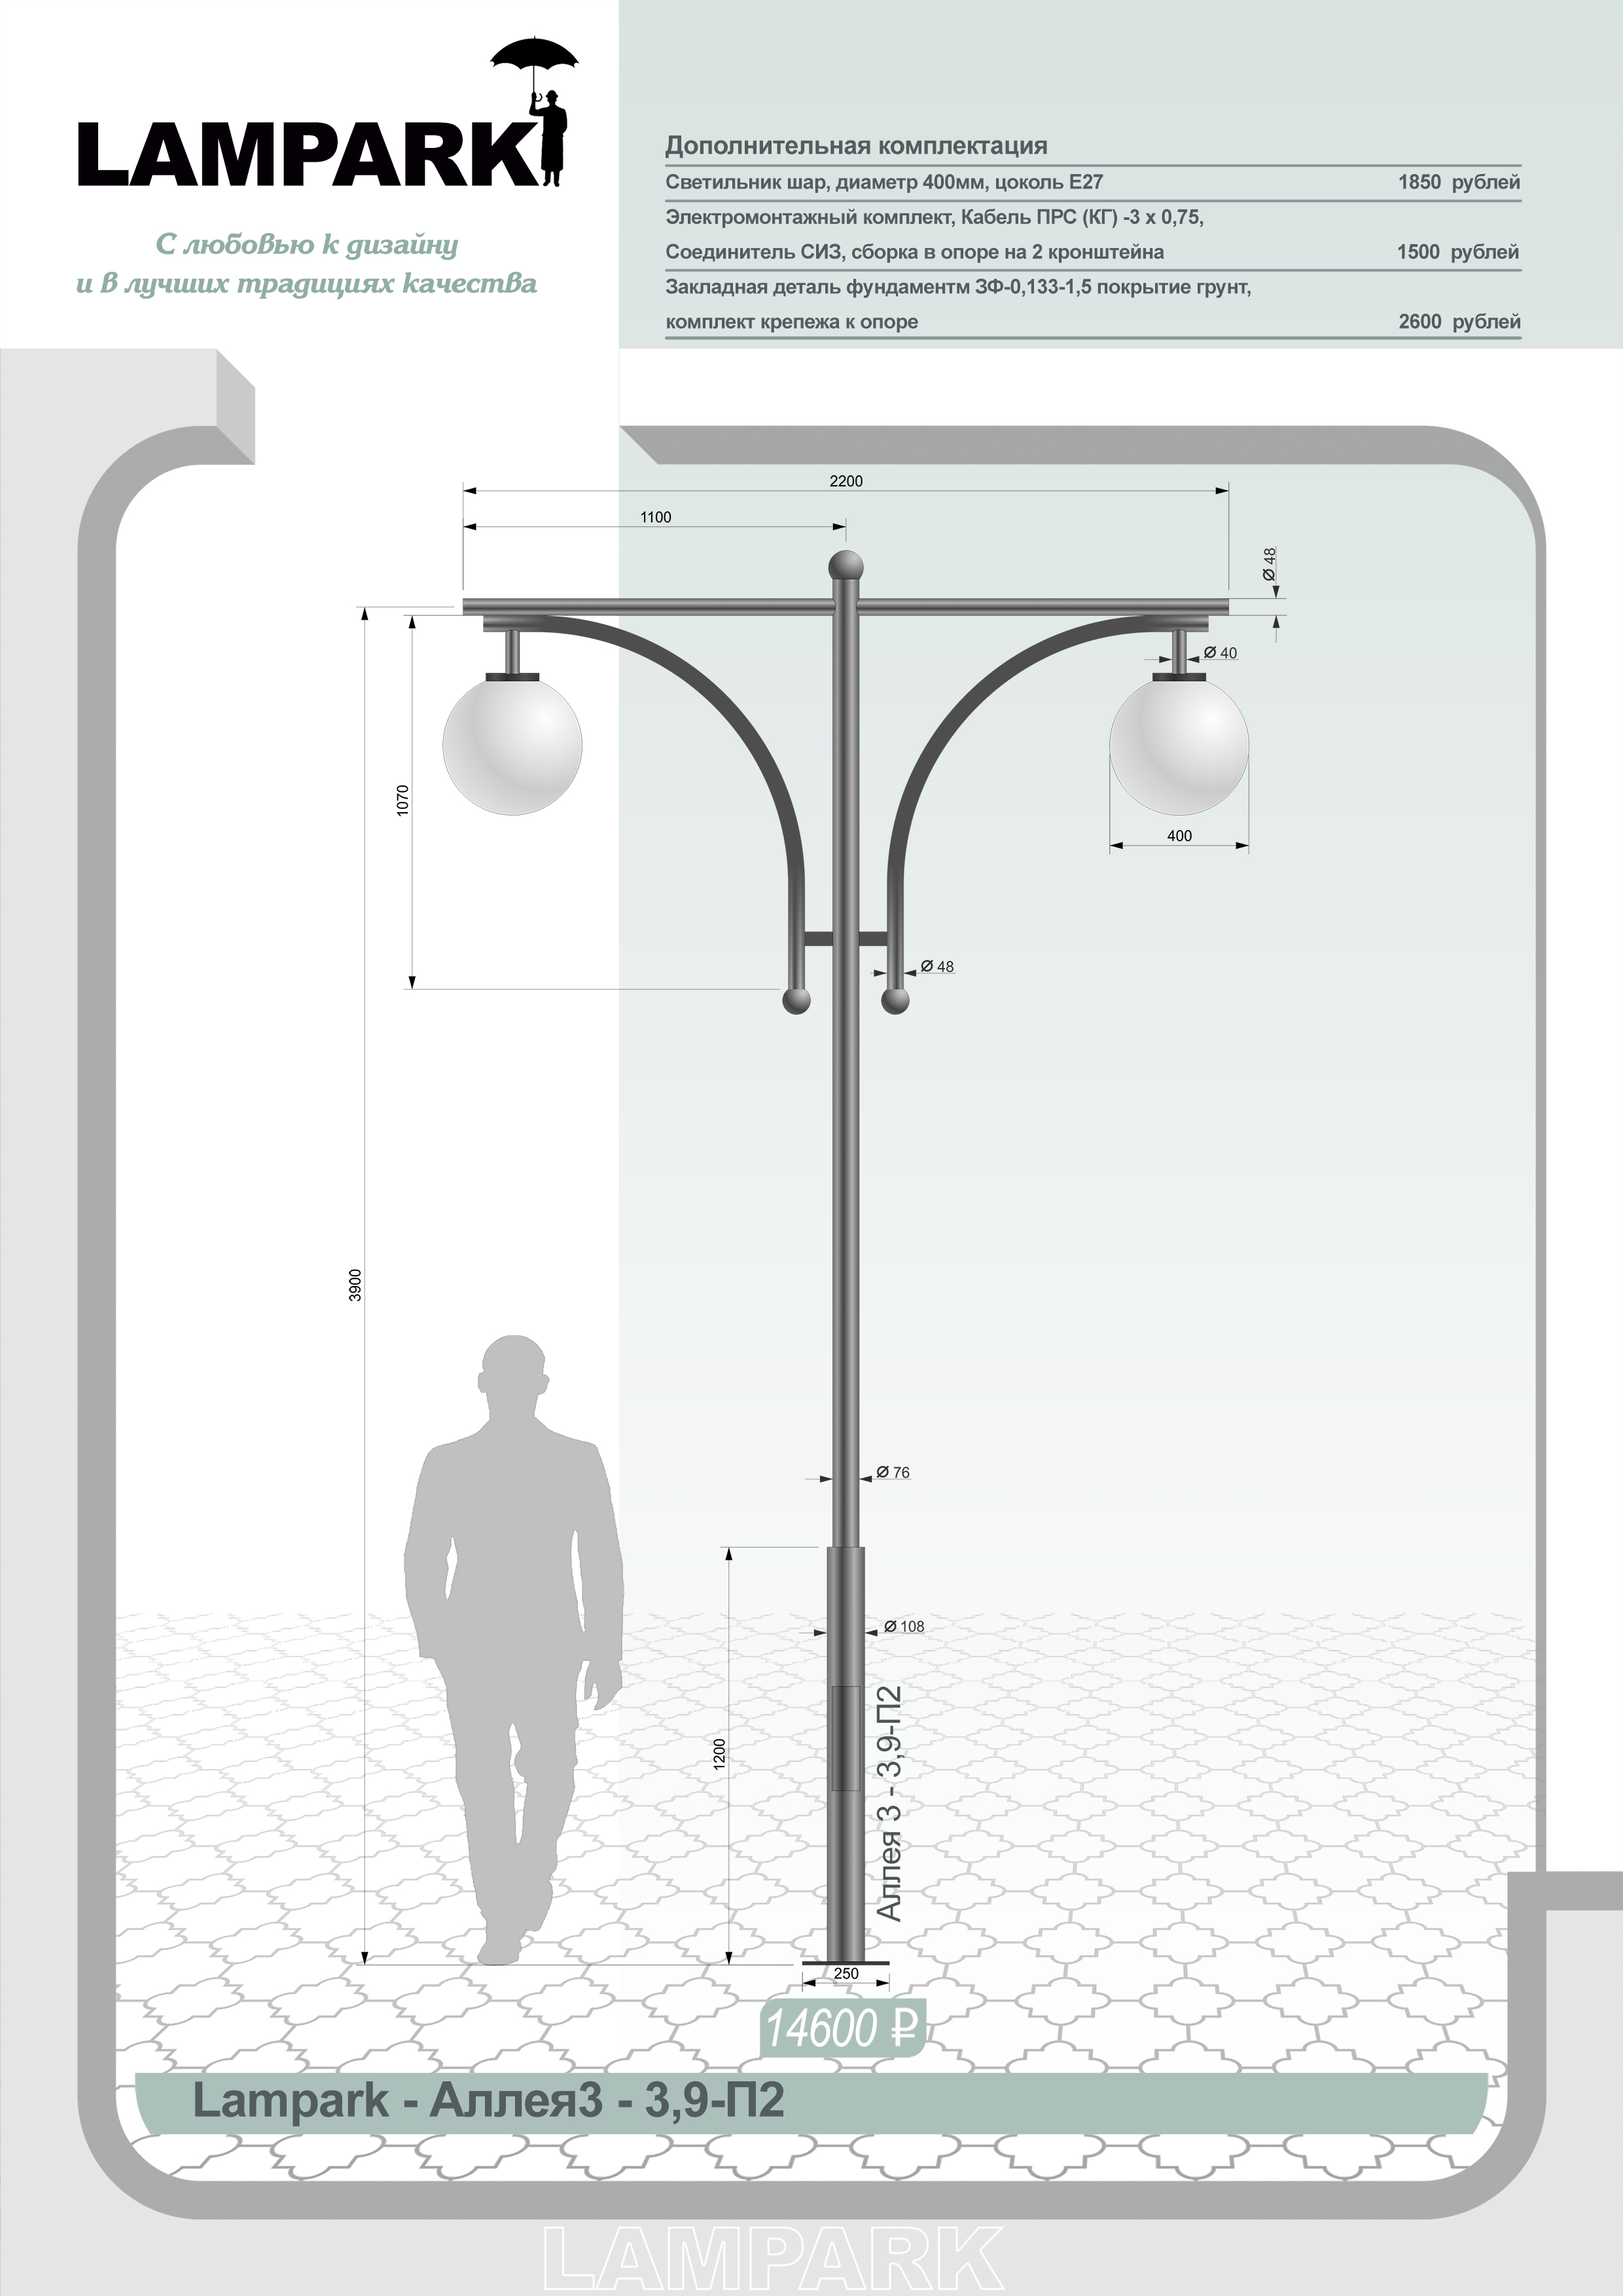 LAMPARK
С любовью к дизайну
и в лучших традициях качества
Дополнительная комплектация
Светильник шар, диаметр 400мм, цоколь E27 1850 рублей
Электромонтажный комплект, Кабель ПРС (КГ) -3 х 0,75,
Соединитель СИЗ, сборка в опоре на 2 кронштейна 1500 рублей
Закладная деталь фундаментм ЗФ-0,133-1,5 покрытие грунт,
комплект крепежа к опоре 2600 рублей
2200
1100
Ø 48
Ø 40
1070
400
Ø 48
3900
Ø 76
Ø 108
1200
Аллея 3 - 3,9-П2
250
14600 ₽
Lampark - Аллея3 - 3,9-П2
LAMPARK